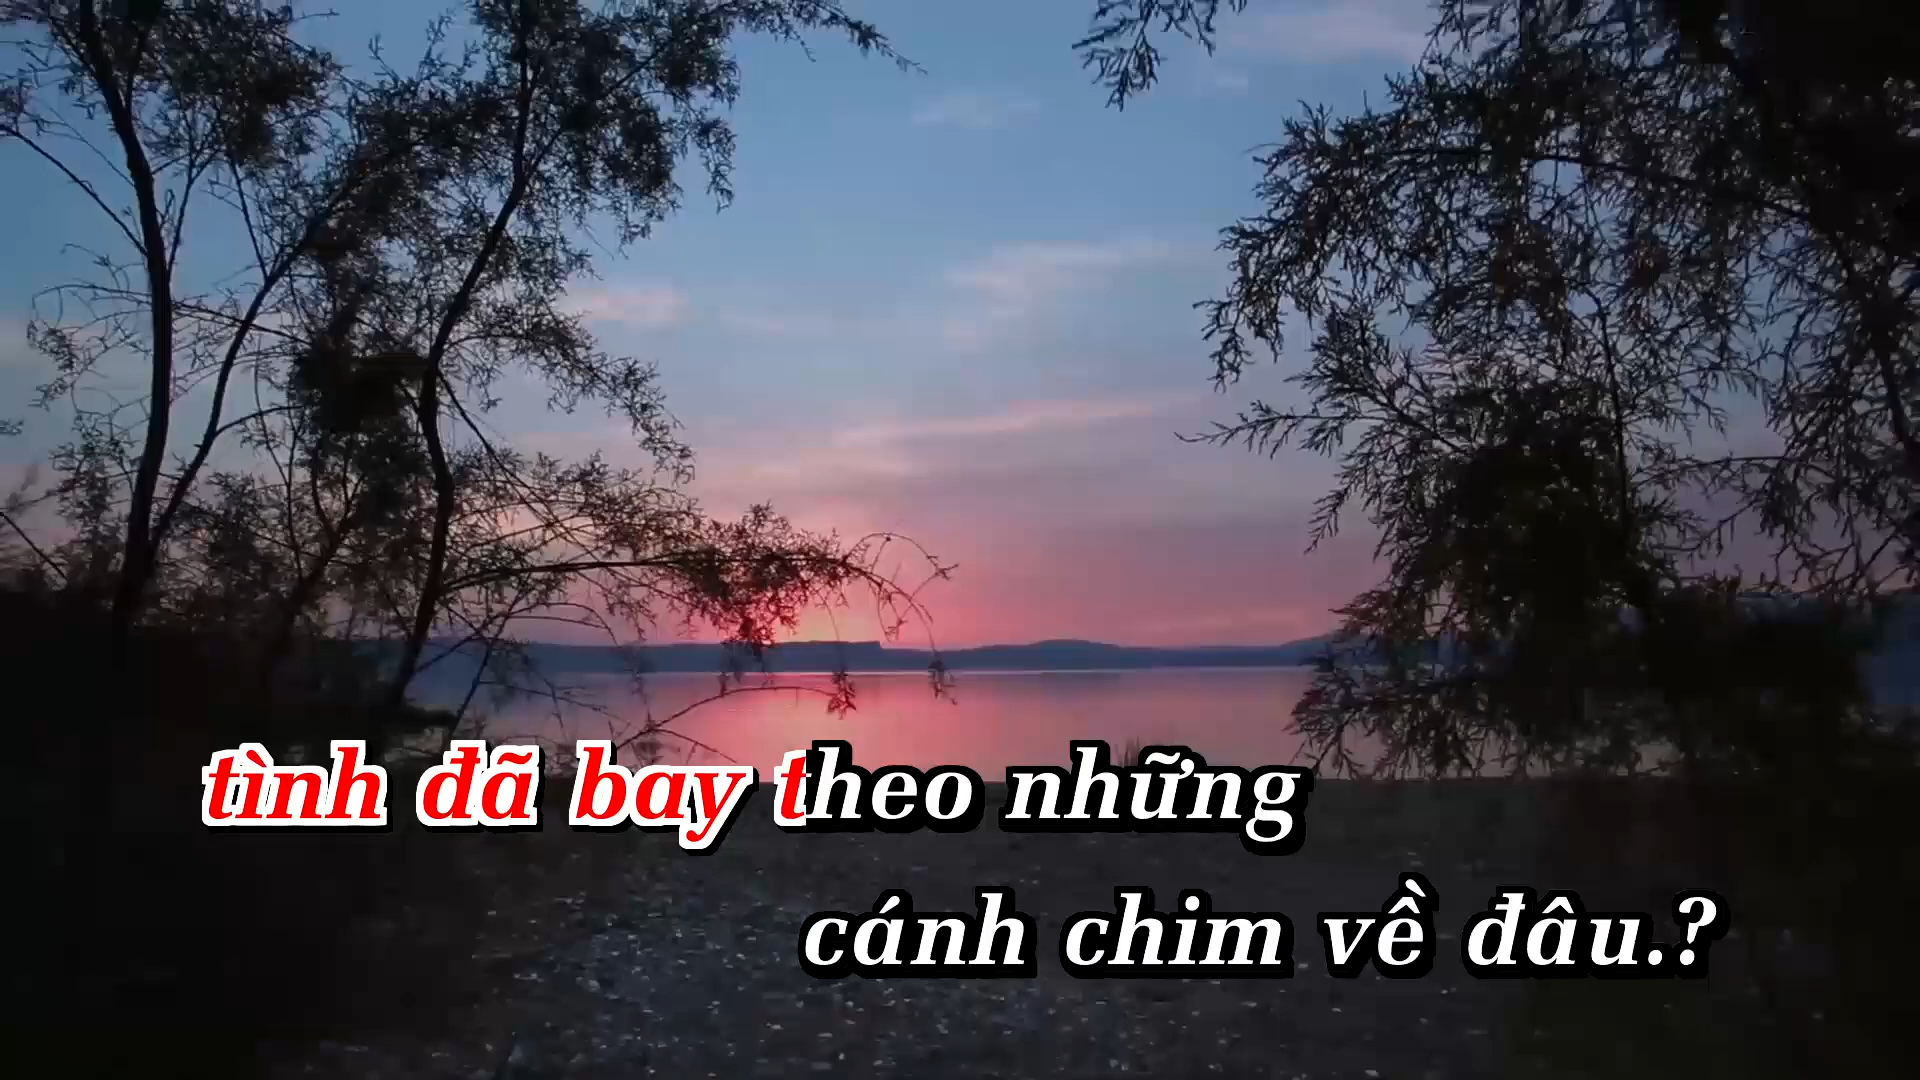 tình đã bay theo những
cánh chim về đâu.?